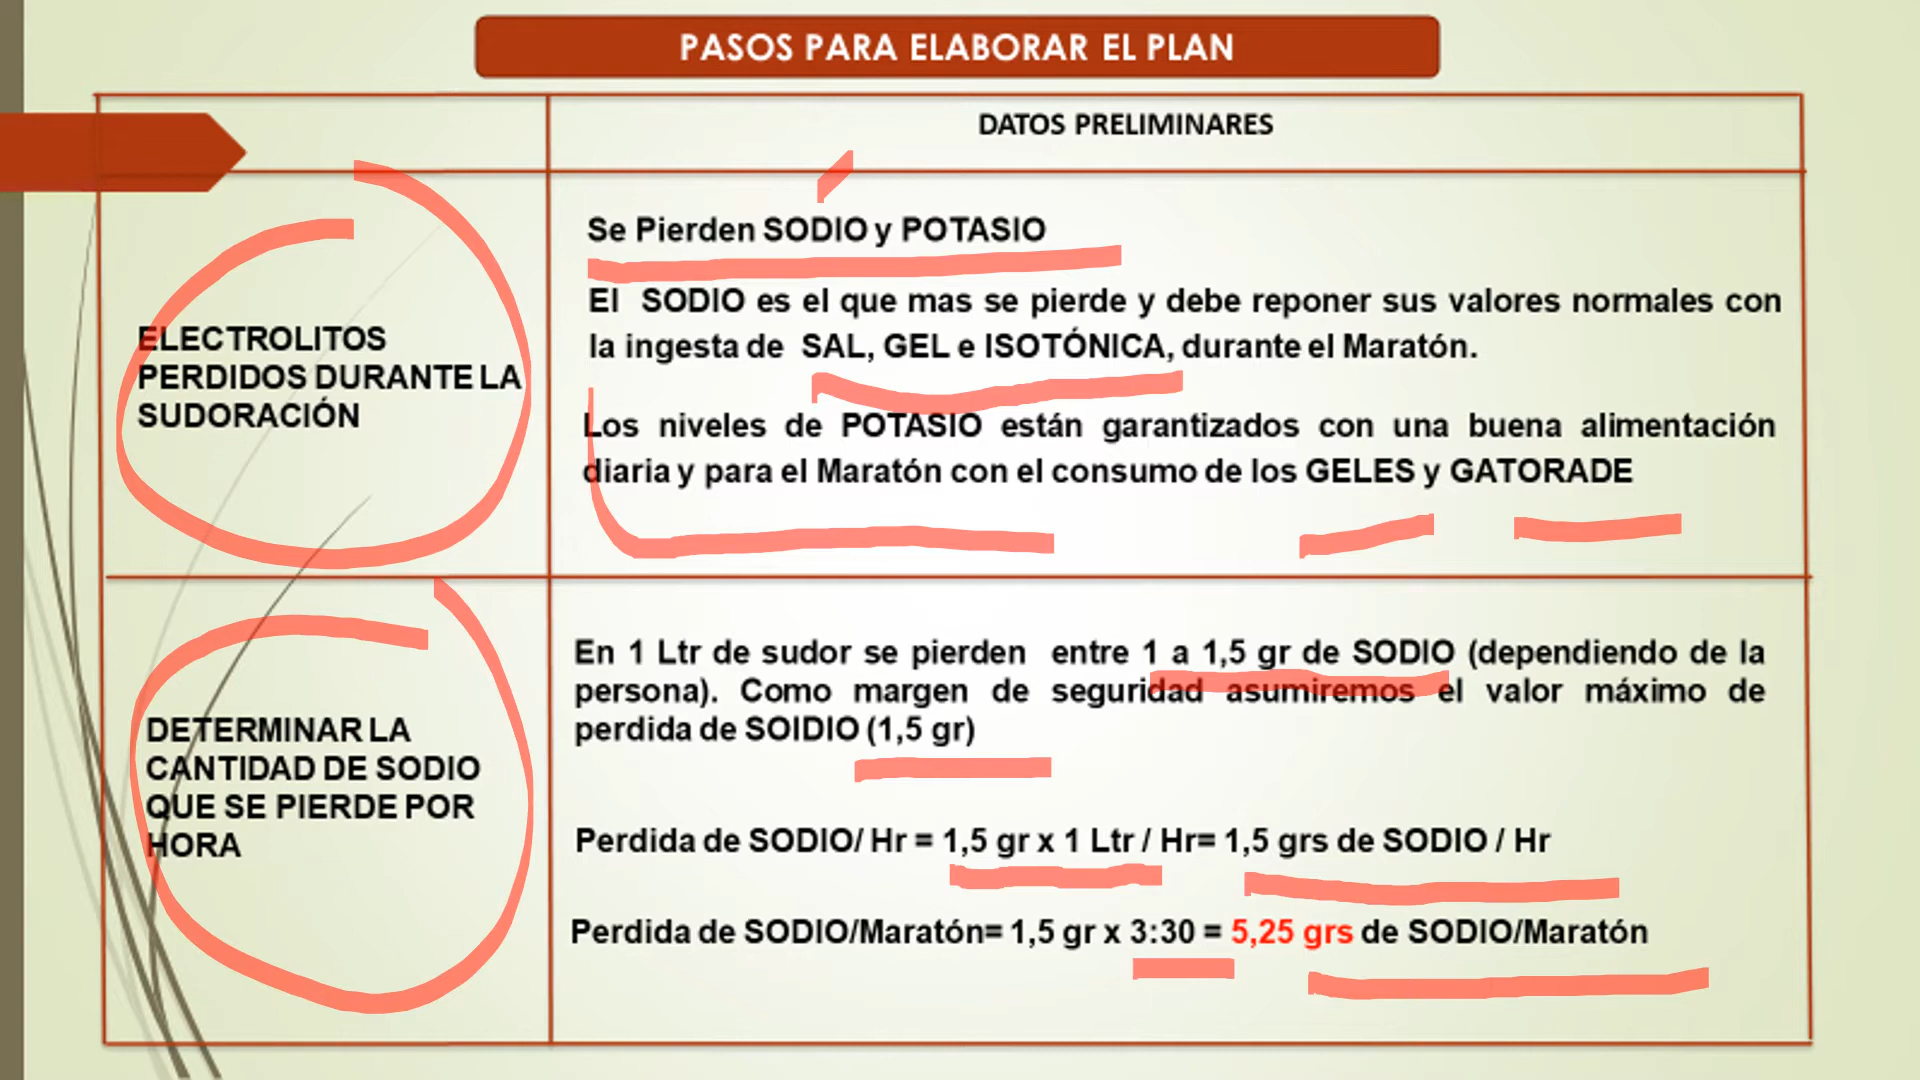 PASOS PARA ELABORAR EL PLAN
DATOS PRELIMINARES
ELECTROLITOS
PERDIDOS DURANTE LA
SUDORACIÓN
Se Pierden SODIO y POTASIO
El SODIO es el que mas se pierde y debe reponer sus valores normales con
la ingesta de SAL, GEL e ISOTÓNICA, durante el Maratón.
Los niveles de POTASIO están garantizados con una buena alimentación
diaria y para el Maratón con el consumo de los GELES y GATORADE
DETERMINAR LA
CANTIDAD DE SODIO
QUE SE PIERDE POR
HORA
En 1 Ltr de sudor se pierden entre 1 a 1,5 gr de SODIO (dependiendo de la
persona). Como margen de seguridad asumiremos el valor máximo de
perdida de SOIDIO (1,5 gr)
Perdida de SODIO/ Hr = 1,5 gr x 1 Ltr / Hr= 1,5 grs de SODIO / Hr
Perdida de SODIO/Maratón= 1,5 gr x 3:30 = 5,25 grs de SODIO/Maratón